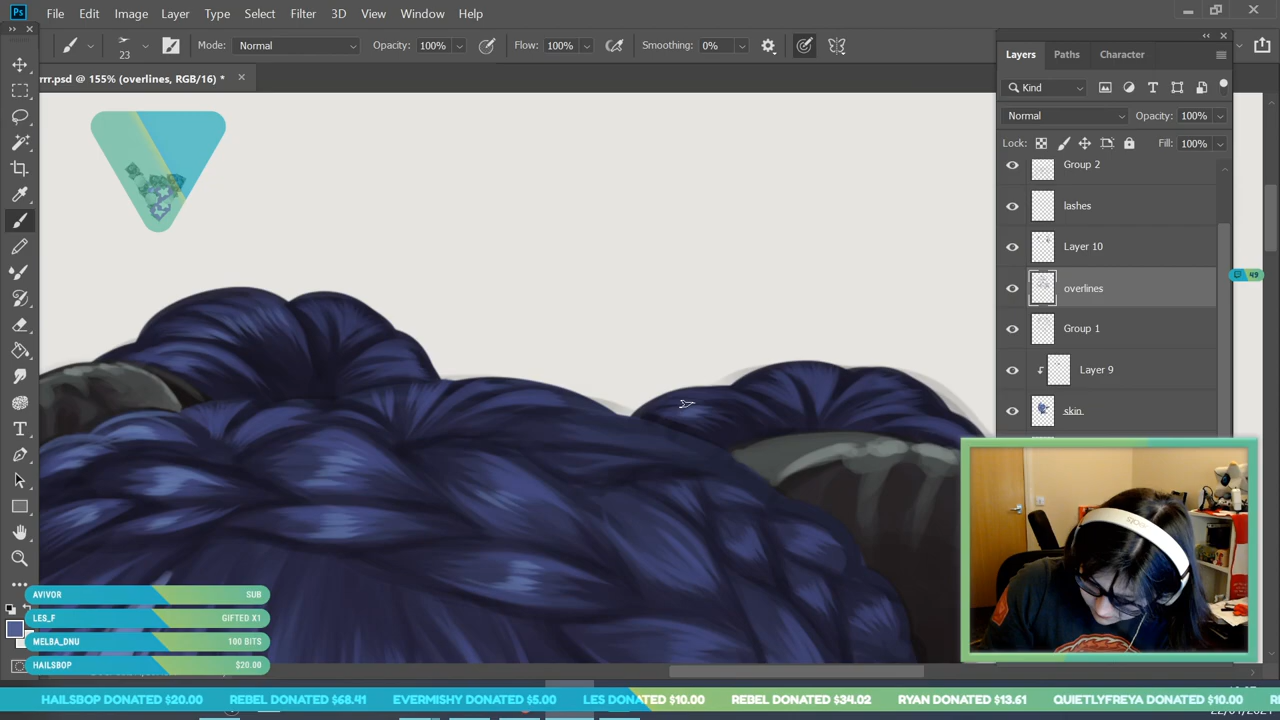 Ps File Edit Image Layer Type Select Filter 3D View Window Help
23 Mode: Normal Opacity: 100% Flow: 100% Smoothing: 0%
rrr.psd @ 155% (overlines, RGB/16) *
Layers Paths Character
Kind
Normal Opacity: 100%
Lock: Fill: 100%
Group 2
lashes
Layer 10
overlines
49
Group 1
Layer 9
skin
AVIVOR SUB
LES_F GIFTED X1
MELBA_DNU 100 BITS
HAILSBOP $20.00
HAILSBOP DONATED $20.00 REBEL DONATED $68.41 EVERMISHY DONATED $5.00 LES DONATED $10.00 REBEL DONATED $34.02 RYAN DONATED $13.61 QUIETLYFREYA DONATED $10.00